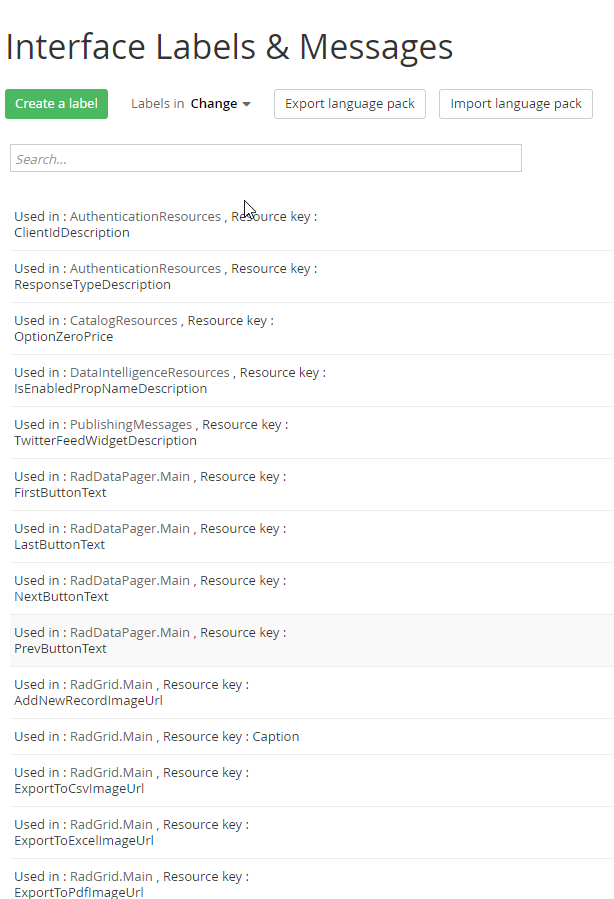 Interface Labels & Messages
Create a label Labels in Change Export language pack Import language pack
Search...
Used in : AuthenticationResources , Resource key :
ClientIdDescription
Used in : AuthenticationResources , Resource key :
ResponseTypeDescription
Used in : CatalogResources , Resource key :
OptionZeroPrice
Used in : DataIntelligenceResources , Resource key :
IsEnabledPropNameDescription
Used in : PublishingMessages , Resource key :
TwitterFeedWidgetDescription
Used in : RadDataPager.Main , Resource key :
FirstButtonText
Used in : RadDataPager.Main , Resource key :
LastButtonText
Used in : RadDataPager.Main , Resource key :
NextButtonText
Used in : RadDataPager.Main , Resource key :
PrevButtonText
Used in : RadGrid.Main , Resource key :
AddNewRecordImageUrl
Used in : RadGrid.Main , Resource key : Caption
Used in : RadGrid.Main , Resource key :
ExportToCsvImageUrl
Used in : RadGrid.Main , Resource key :
ExportToExcelImageUrl
Used in : RadGrid.Main , Resource key :
ExportToPdfImageUrl